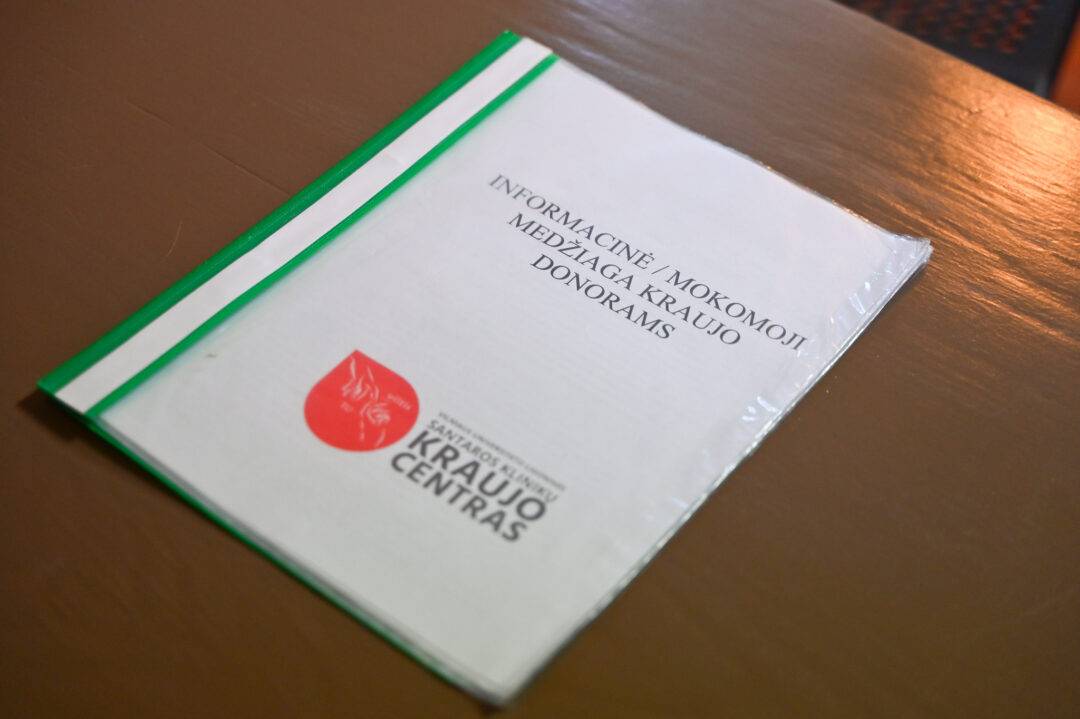 INFORMACINĖ / MOKOMOJI
MEDŽIAGA KRAUJO
DONORAMS
SANTAROS KLINIKŲ
KRAUJO
CENTRAS